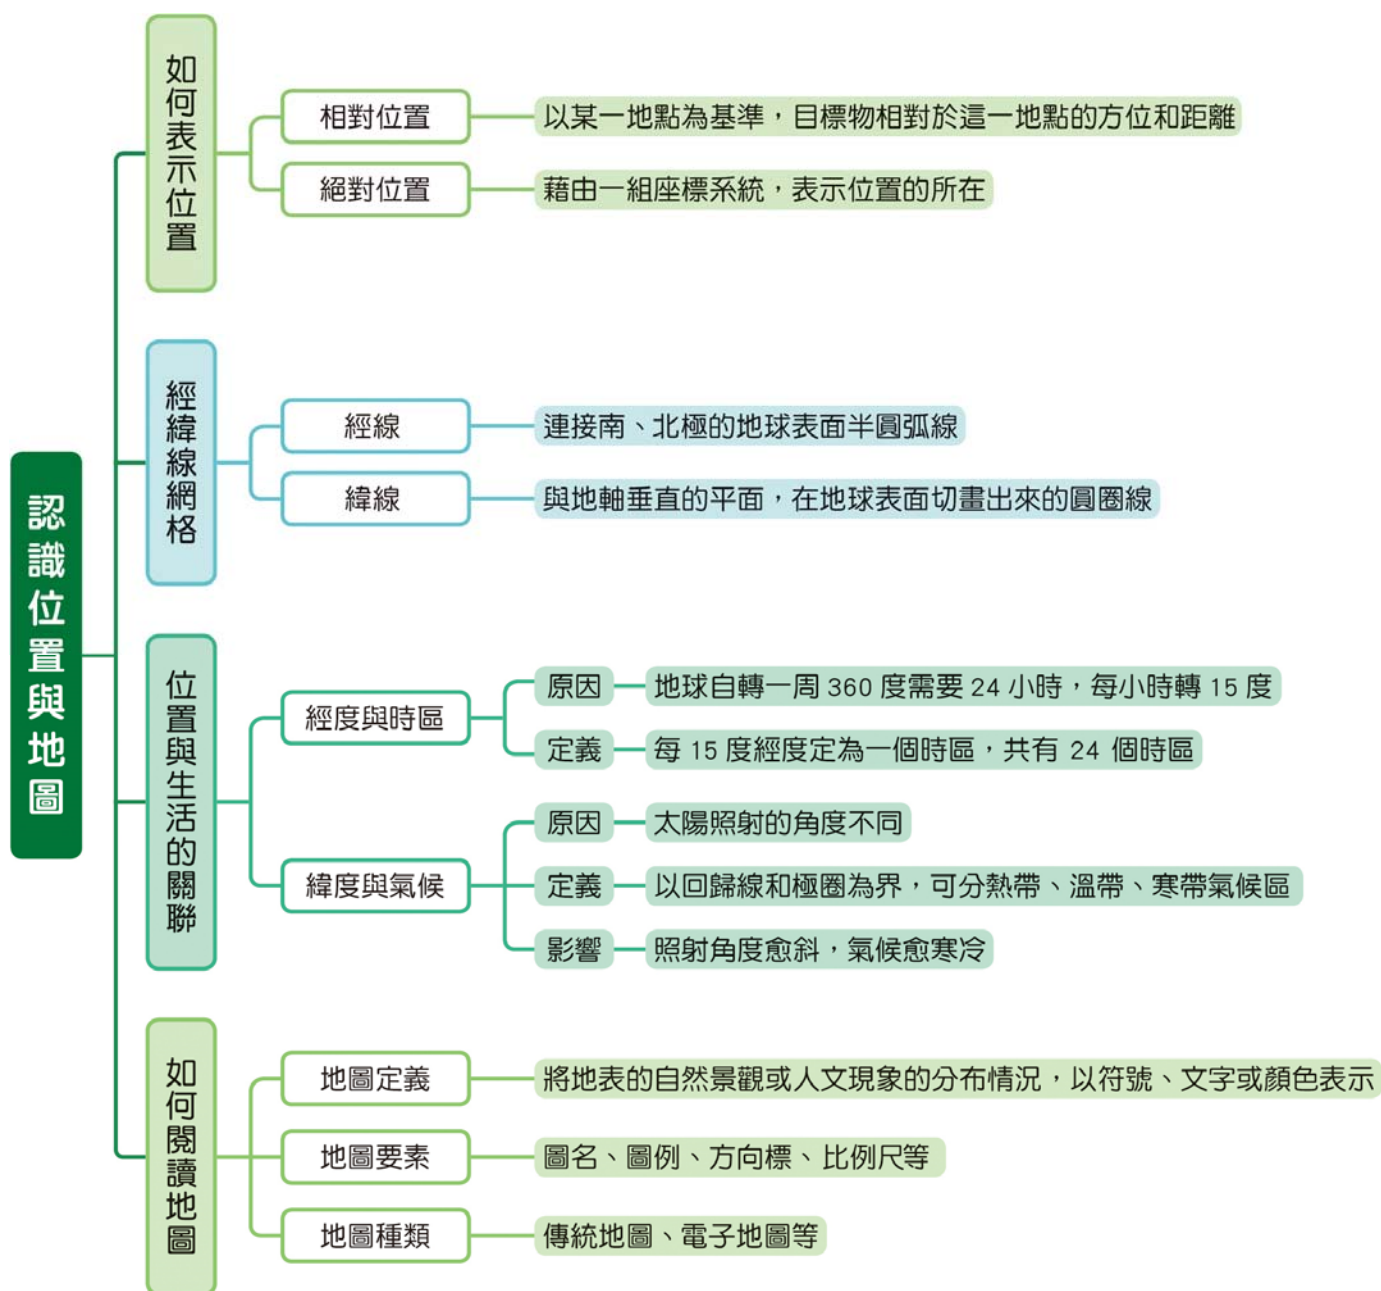 認識位置與地圖
如何表示位置
相對位置
以某一地點為基準，目標物相對於這一地點的方位和距離
絕對位置
藉由一組座標系統，表示位置的所在
經緯線網格
經線
連接南、北極的地球表面半圓弧線
緯線
與地軸垂直的平面，在地球表面切畫出來的圓圈線
位置與生活的關聯
經度與時區
原因
地球自轉一周 360 度需要 24 小時，每小時轉 15 度
定義
每 15 度經度定為一個時區，共有 24 個時區
緯度與氣候
原因
太陽照射的角度不同
定義
以回歸線和極圈為界，可分熱帶、溫帶、寒帶氣候區
影響
照射角度愈斜，氣候愈寒冷
如何閱讀地圖
地圖定義
將地表的自然景觀或人文現象的分布情況，以符號、文字或顏色表示
地圖要素
圖名、圖例、方向標、比例尺等
地圖種類
傳統地圖、電子地圖等